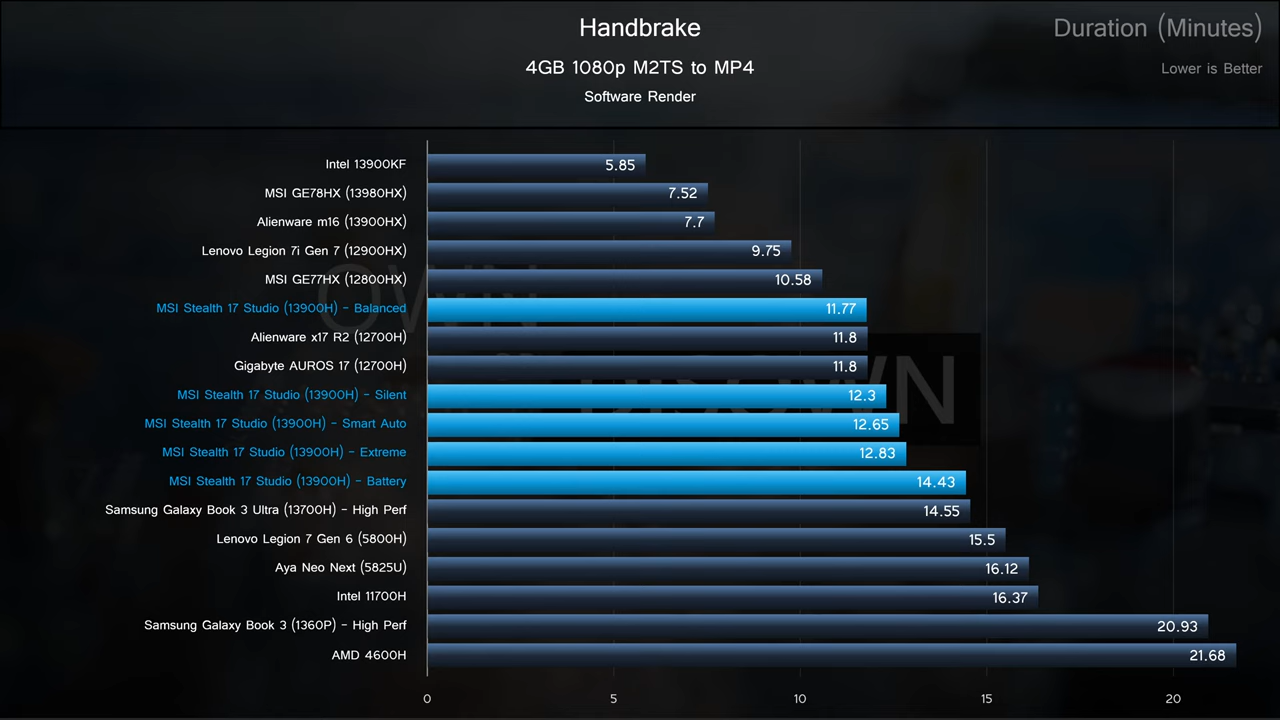 Handbrake
Duration (Minutes)
4GB 1080p M2TS to MP4
Lower is Better
Software Render
Intel 13900KF 5.85
MSI GE78HX (13980HX) 7.52
Alienware m16 (13900HX) 7.7
Lenovo Legion 7i Gen 7 (12900HX) 9.75
MSI GE77HX (12800HX) 10.58
MSI Stealth 17 Studio (13900H) - Balanced 11.77
Alienware x17 R2 (12700H) 11.8
Gigabyte AUROS 17 (12700H) 11.8
MSI Stealth 17 Studio (13900H) - Silent 12.3
MSI Stealth 17 Studio (13900H) - Smart Auto 12.65
MSI Stealth 17 Studio (13900H) - Extreme 12.83
MSI Stealth 17 Studio (13900H) - Battery 14.43
Samsung Galaxy Book 3 Ultra (13700H) - High Perf 14.55
Lenovo Legion 7 Gen 6 (5800H) 15.5
Aya Neo Next (5825U) 16.12
Intel 11700H 16.37
Samsung Galaxy Book 3 (1360P) - High Perf 20.93
AMD 4600H 21.68
0 5 10 15 20
OWN
DISOWN